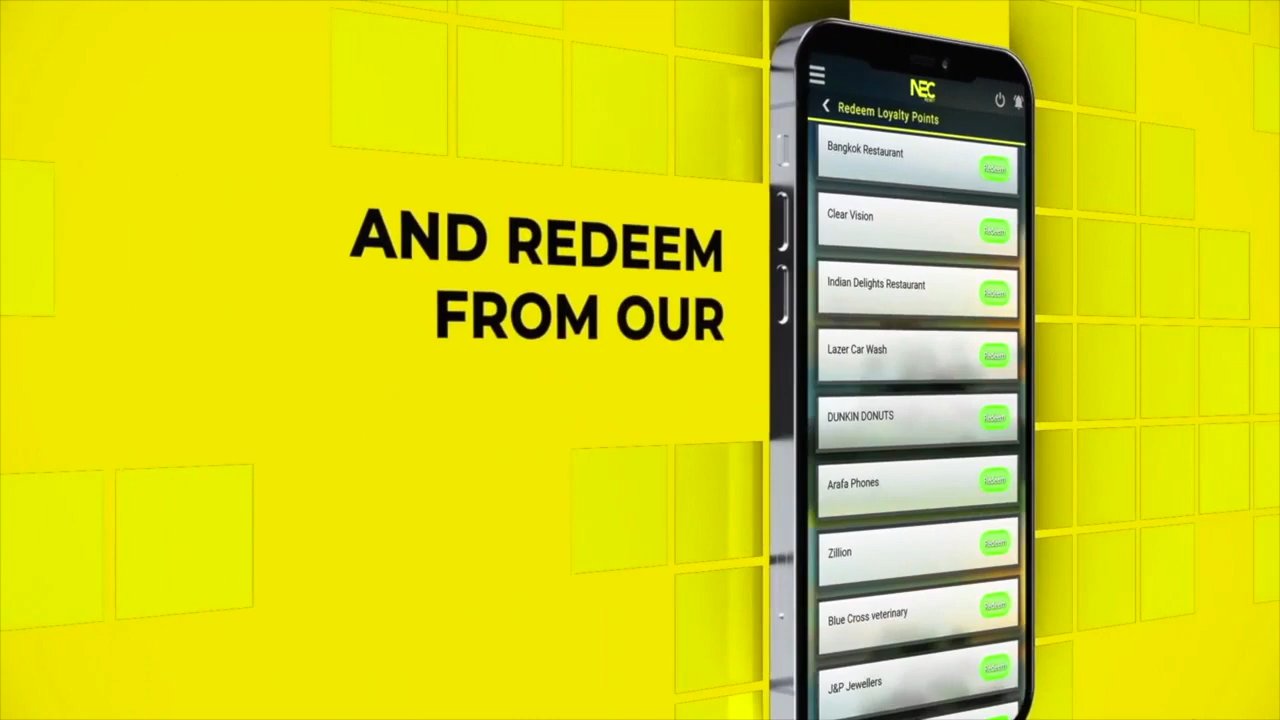 AND REDEEM
FROM OUR
NEC
Redeem Loyalty Points
Bangkok Restaurant
Redeem
Clear Vision
Redeem
Indian Delights Restaurant
Redeem
Lazer Car Wash
Redeem
DUNKIN DONUTS
Redeem
Arafa Phones
Redeem
Zillion
Redeem
Blue Cross veterinary
Redeem
J&P Jewellers
Redeem